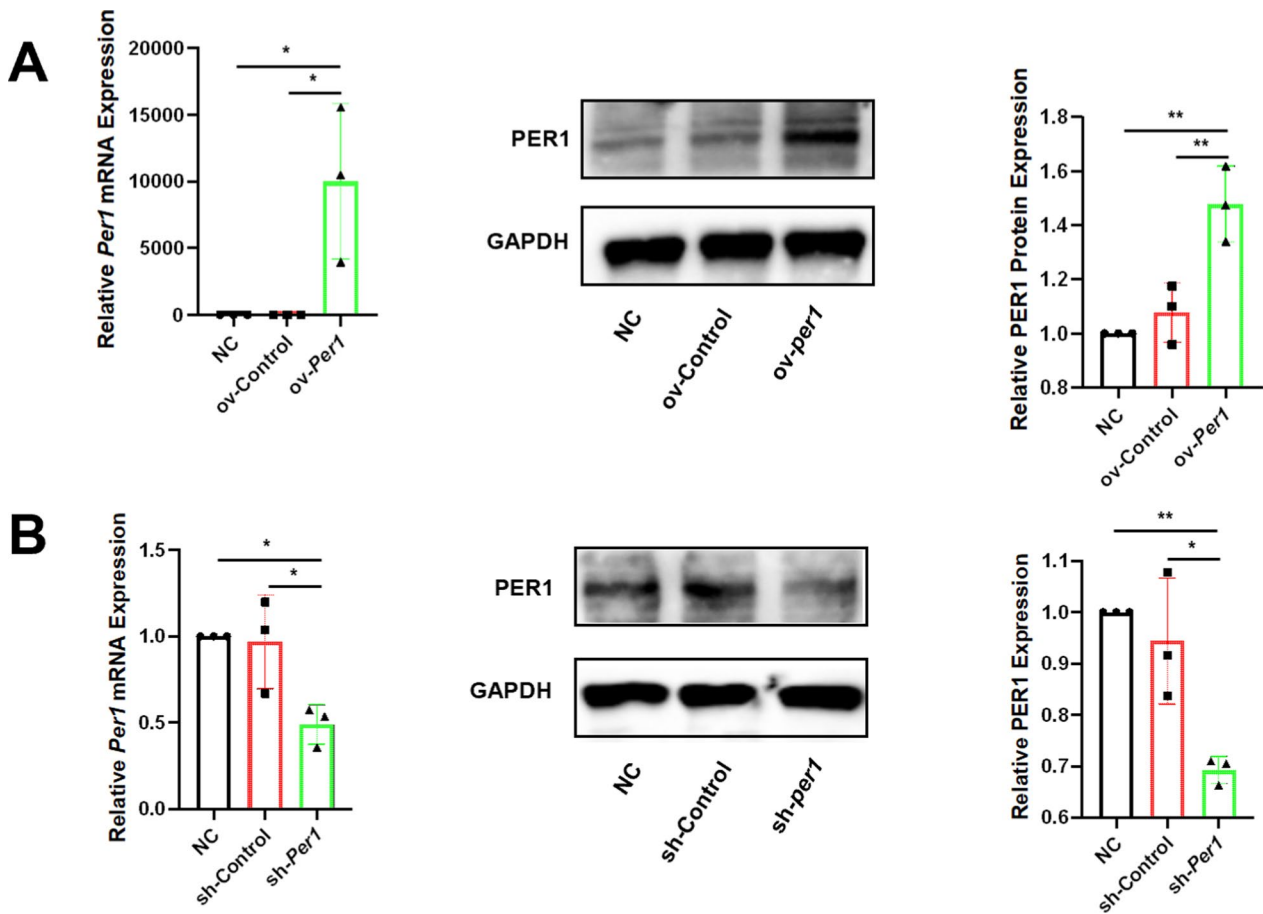 A
Relative Per1 mRNA Expression
20000
15000
10000
5000
0
*
*
NC
ov-Control
ov-Per1
PER1
GAPDH
NC
ov-Control
ov-per1
Relative PER1 Protein Expression
1.8
1.6
1.4
1.2
1.0
0.8
**
**
NC
ov-Control
ov-Per1
B
Relative Per1 mRNA Expression
1.5
1.0
0.5
0.0
*
*
NC
sh-Control
sh-Per1
PER1
GAPDH
NC
sh-Control
sh-per1
Relative PER1 Expression
1.1
1.0
0.9
0.8
0.7
0.6
**
*
NC
sh-Control
sh-Per1